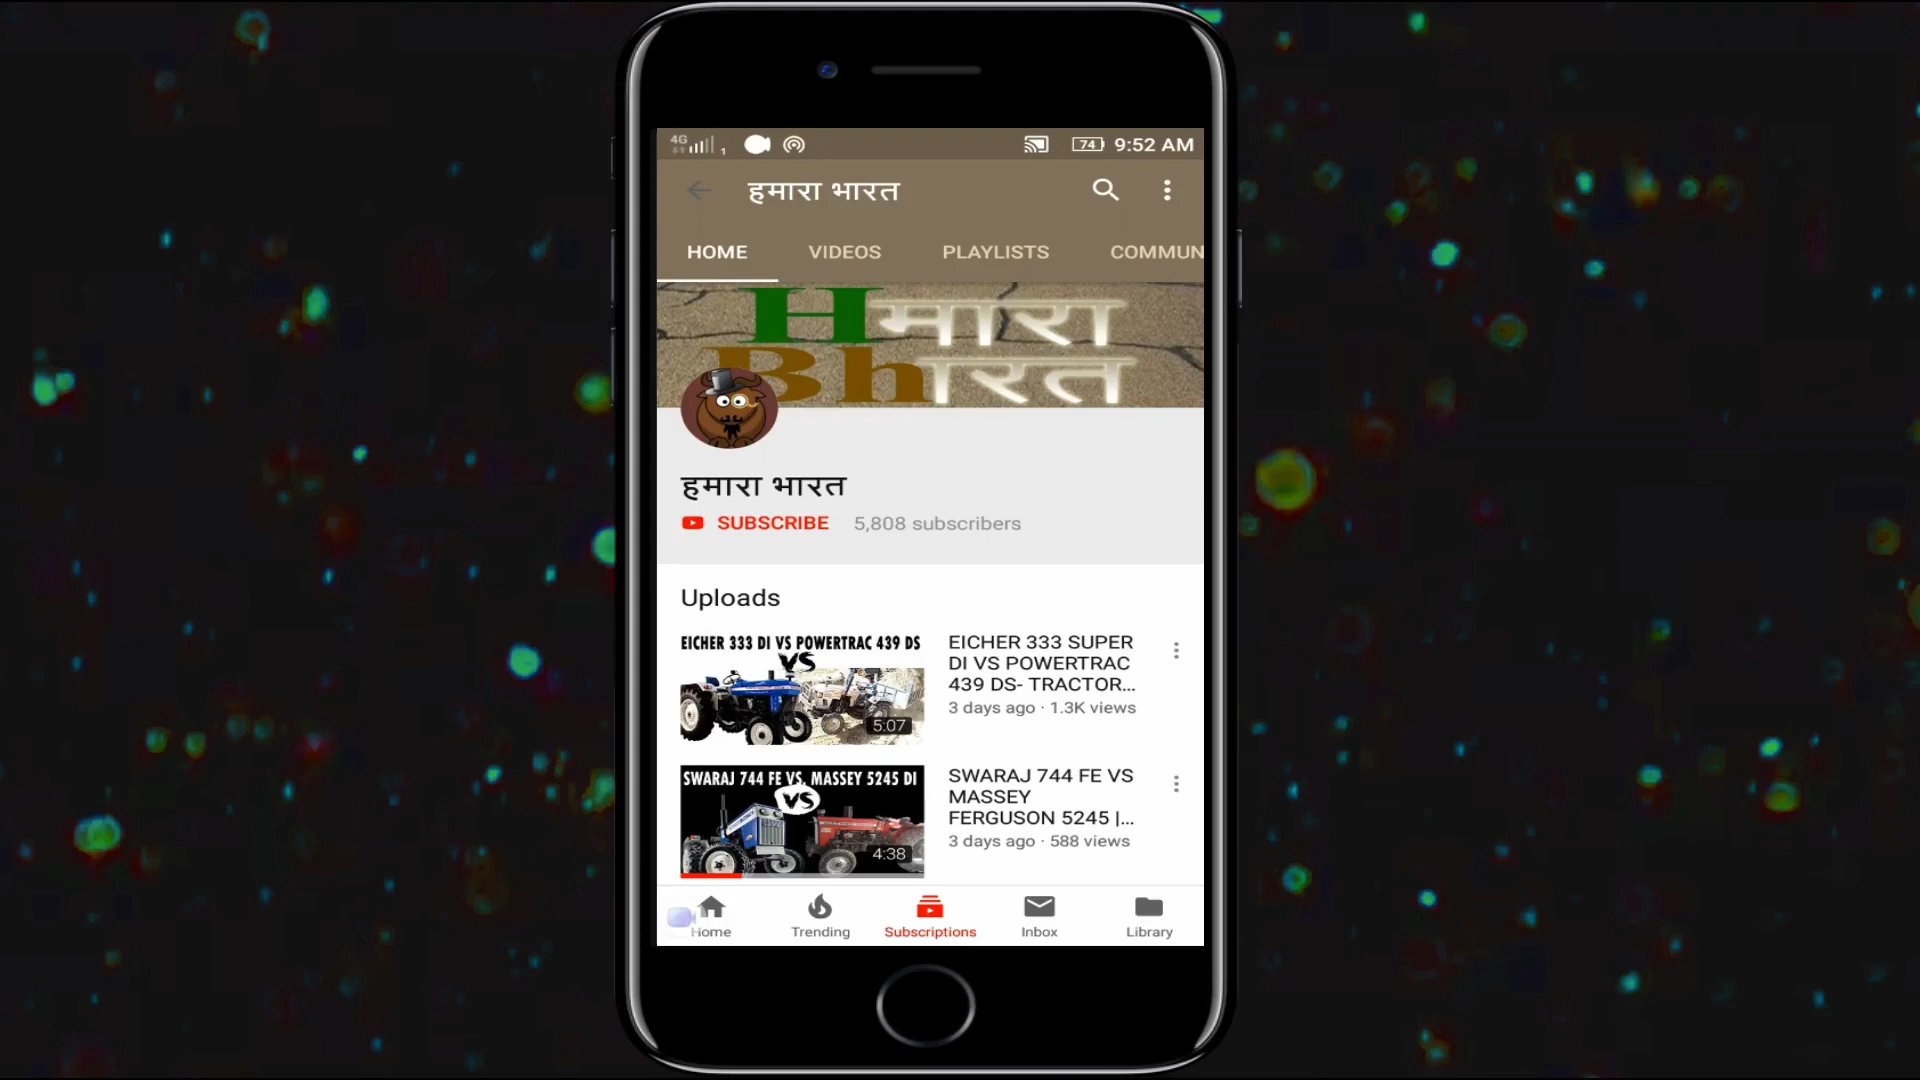 4G 1 74 9:52 AM
हमारा भारत
HOME VIDEOS PLAYLISTS COMMUN
Hमारा
Bhारत
हमारा भारत
SUBSCRIBE 5,808 subscribers
Uploads
EICHER 333 DI VS POWERTRAC 439 DS
VS
5:07
EICHER 333 SUPER
DI VS POWERTRAC
439 DS- TRACTOR...
3 days ago · 1.3K views
SWARAJ 744 FE VS. MASSEY 5245 DI
VS
4:38
SWARAJ 744 FE VS
MASSEY
FERGUSON 5245 |...
3 days ago · 588 views
Home Trending Subscriptions Inbox Library